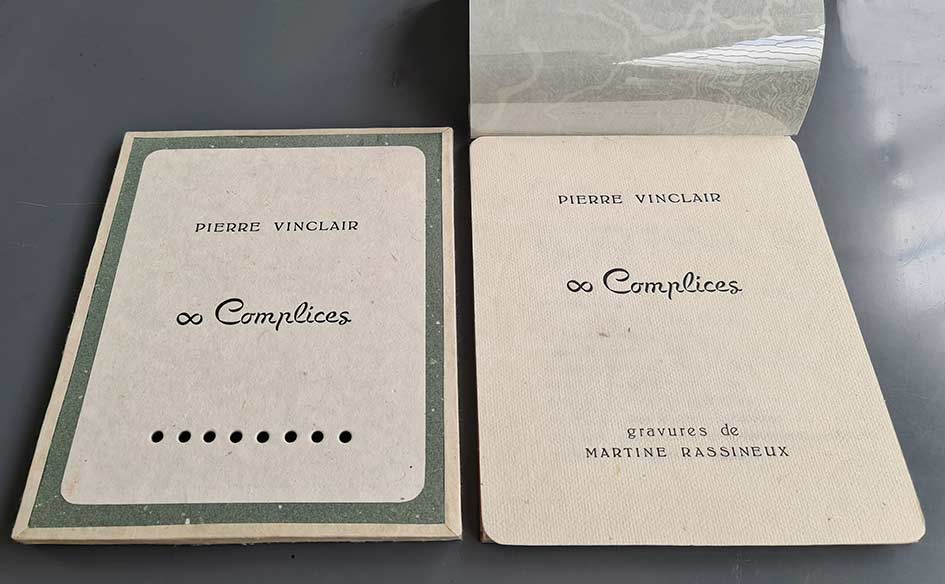 PIERRE VINCLAIR
∞ Complices
PIERRE VINCLAIR
∞ Complices
gravures de
MARTINE RASSINEUX